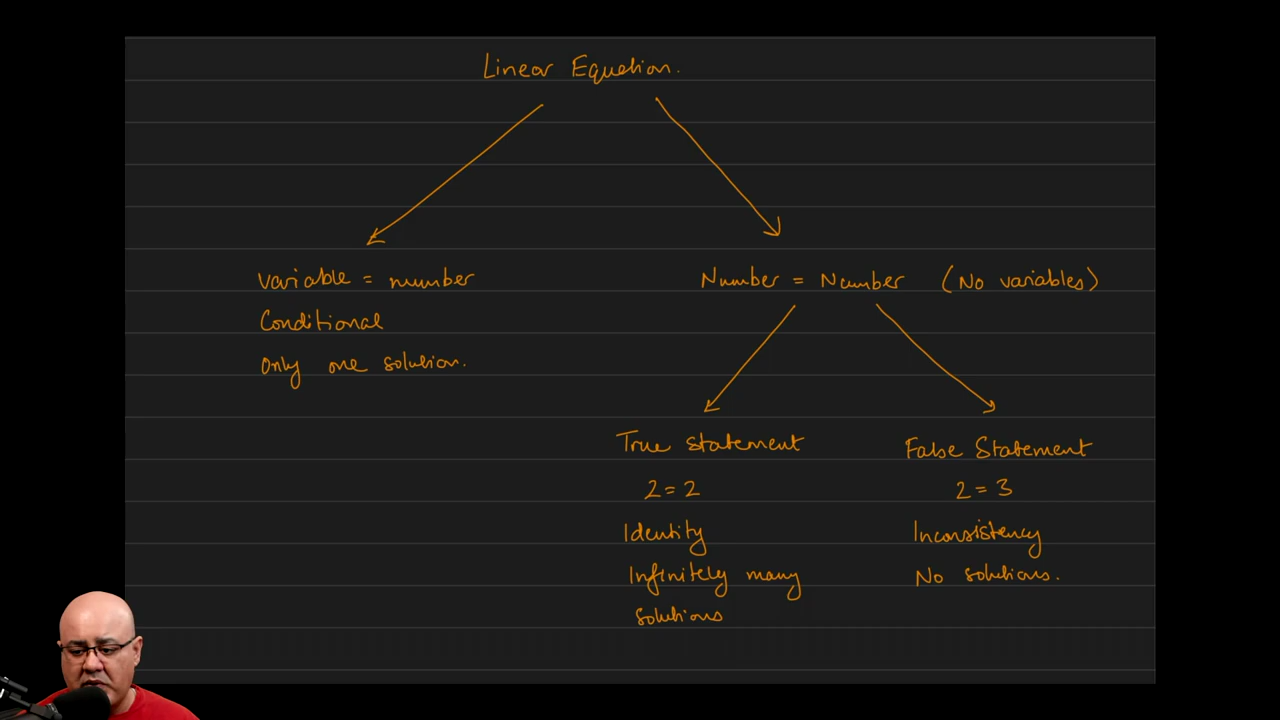 Linear Equation.
variable = number
Conditional
Only one solution.
Number = Number (No variables)
True statement
2 = 2
Identity
Infinitely many
solutions
False Statement
2 = 3
Inconsistency
No solutions.